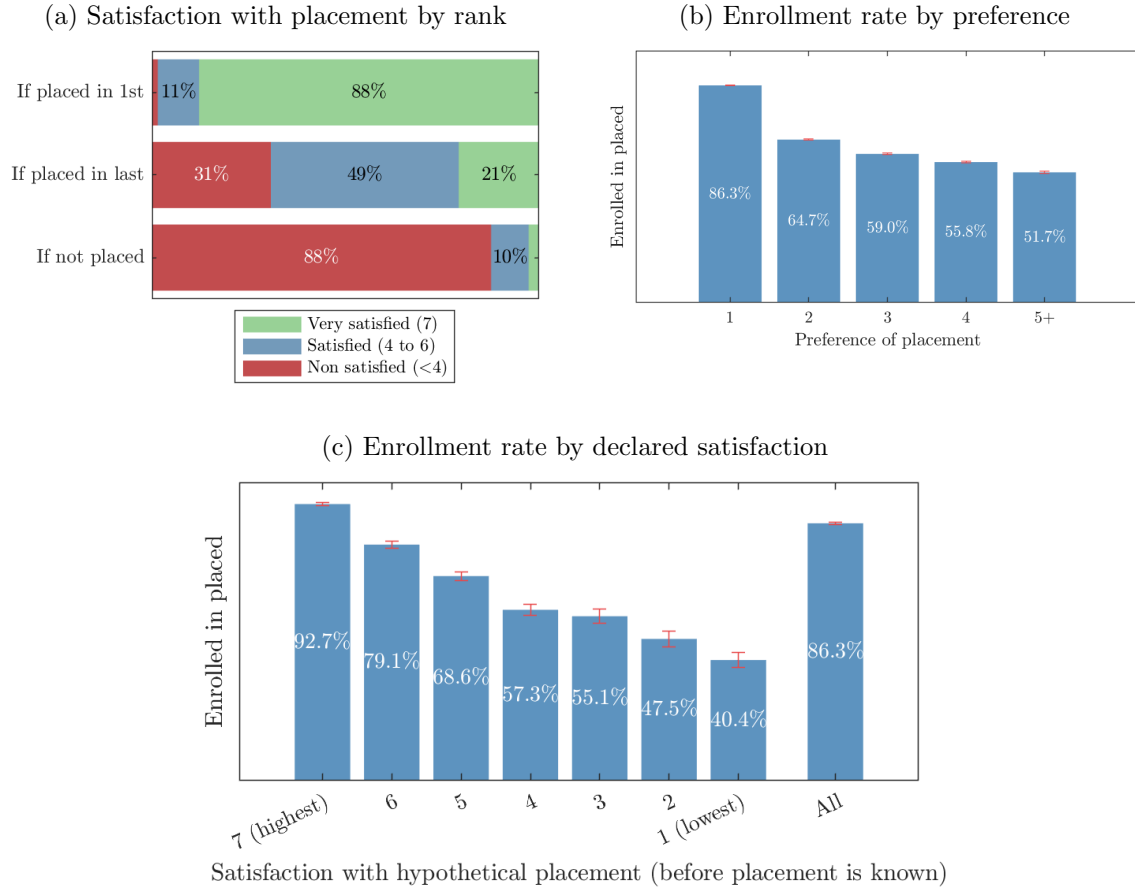 (a) Satisfaction with placement by rank
If placed in 1st
11%
88%
If placed in last
31%
49%
21%
If not placed
88%
10%
Very satisfied (7)
Satisfied (4 to 6)
Non satisfied (<4)
(b) Enrollment rate by preference
Enrolled in placed
86.3%
64.7%
59.0%
55.8%
51.7%
1
2
3
4
5+
Preference of placement
(c) Enrollment rate by declared satisfaction
Enrolled in placed
92.7%
79.1%
68.6%
57.3%
55.1%
47.5%
40.4%
86.3%
7 (highest)
6
5
4
3
2
1 (lowest)
All
Satisfaction with hypothetical placement (before placement is known)